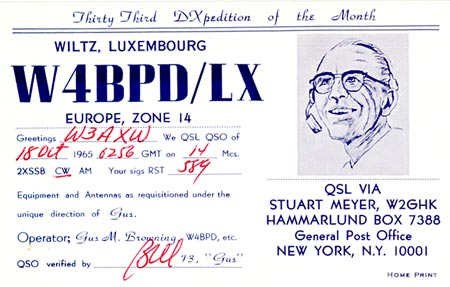 Thirty Third DXpedition of the Month
WILTZ, LUXEMBOURG
W4BPD/LX
EUROPE, ZONE 14
Greetings W3AXW We QSL QSO of
18 Oct 1965 6256 GMT on 14 Mcs.
2XSSB CW AM Your sigs RST 589
Equipment and Antennas as requisitioned under the
unique direction of Gus.
Operator; Gus M. Browning W4BPD, etc.
QSO verified by Bill 73, "Gus"
QSL VIA
STUART MEYER, W2GHK
HAMMARLUND BOX 7388
General Post Office
NEW YORK, N.Y. 10001
HOME PRINT